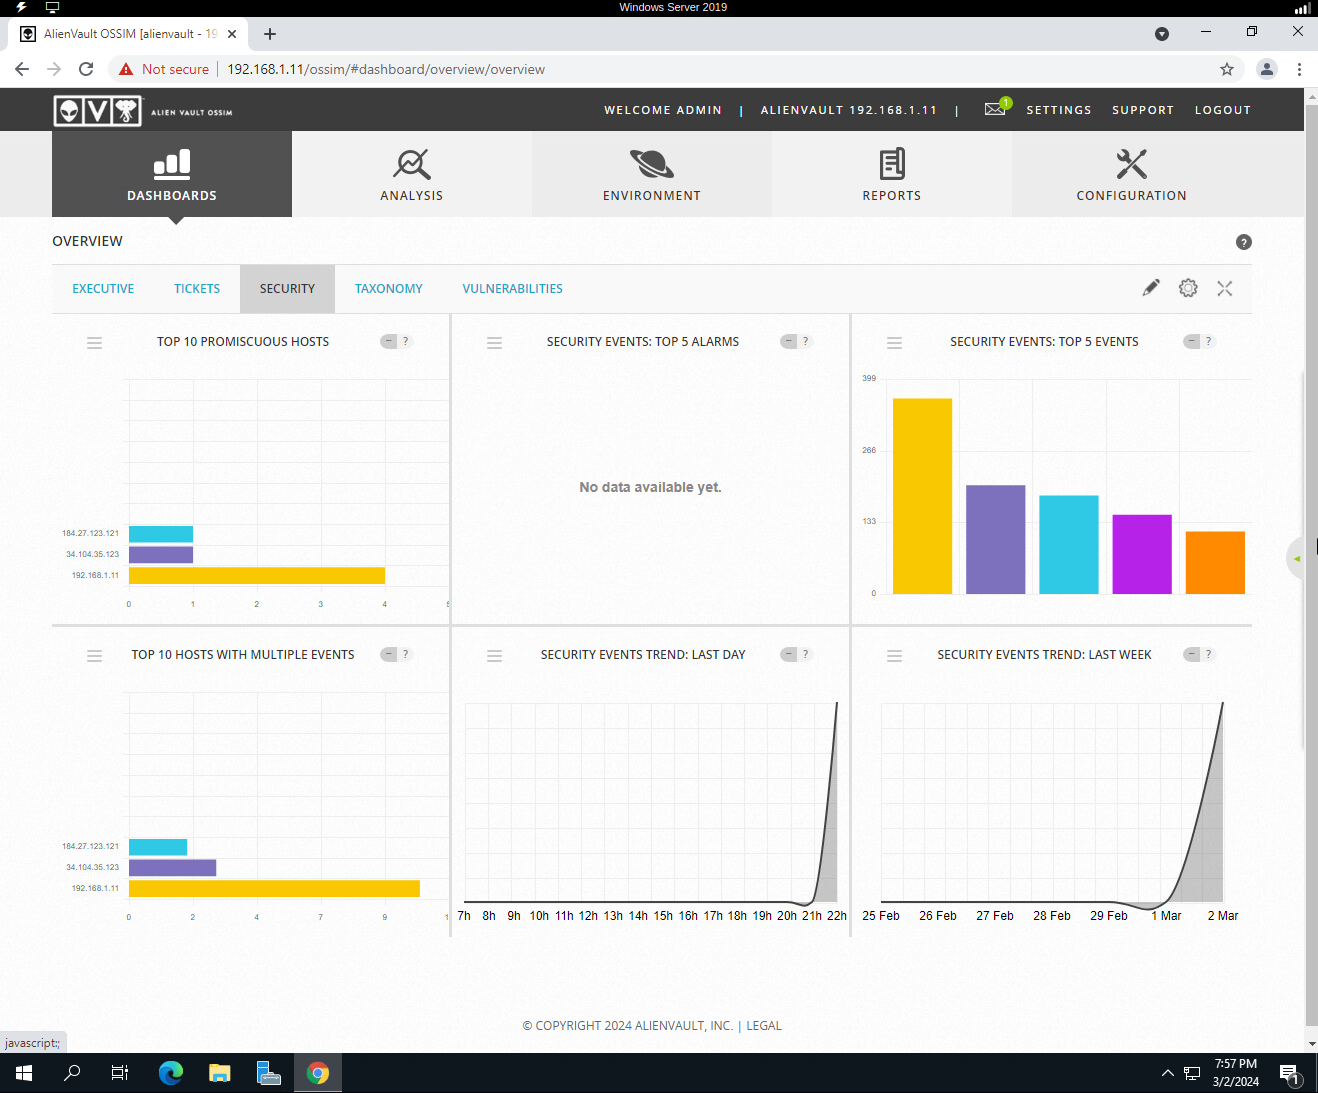 Windows Server 2019
AlienVault OSSIM [alienvault - 19
Not secure | 192.168.1.11/ossim/#dashboard/overview/overview
ALIEN VAULT OSSIM
WELCOME ADMIN | ALIENVAULT 192.168.1.11 | 1 SETTINGS SUPPORT LOGOUT
DASHBOARDS ANALYSIS ENVIRONMENT REPORTS CONFIGURATION
OVERVIEW ?
EXECUTIVE TICKETS SECURITY TAXONOMY VULNERABILITIES
TOP 10 PROMISCUOUS HOSTS − ?
184.27.123.121
34.104.35.123
192.168.1.11
0 1 2 3 4 5
SECURITY EVENTS: TOP 5 ALARMS − ?
No data available yet.
SECURITY EVENTS: TOP 5 EVENTS − ?
399
266
133
0
TOP 10 HOSTS WITH MULTIPLE EVENTS − ?
184.27.123.121
34.104.35.123
192.168.1.11
0 2 4 7 9 1
SECURITY EVENTS TREND: LAST DAY − ?
7h 8h 9h 10h 11h 12h 13h 14h 15h 16h 17h 18h 19h 20h 21h 22h
SECURITY EVENTS TREND: LAST WEEK − ?
25 Feb 26 Feb 27 Feb 28 Feb 29 Feb 1 Mar 2 Mar
© COPYRIGHT 2024 ALIENVAULT, INC. | LEGAL
javascript:;
7:57 PM
3/2/2024
1